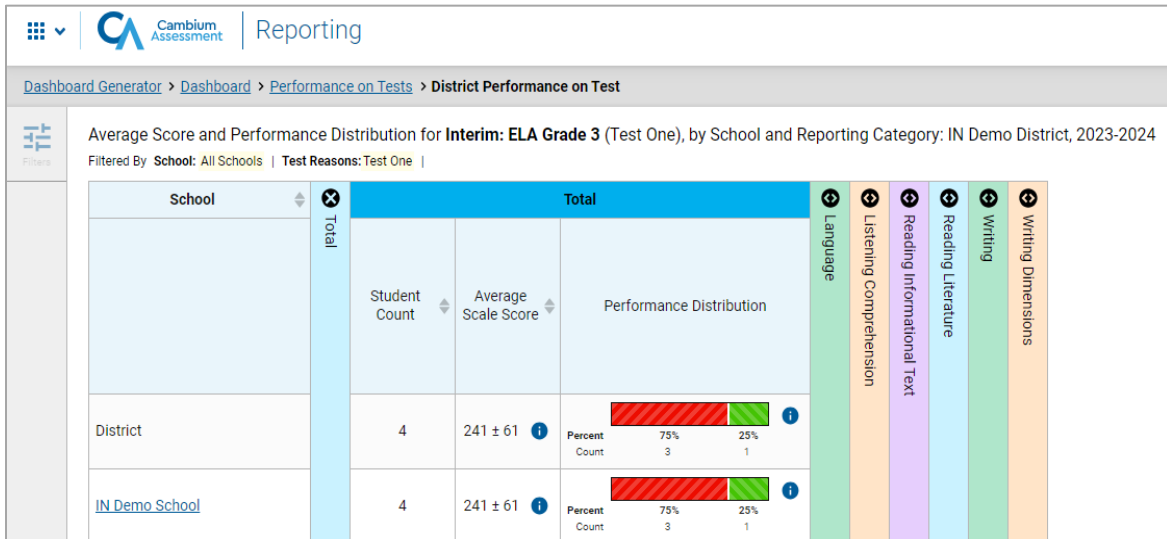 Cambium
Assessment
Reporting
Dashboard Generator > Dashboard > Performance on Tests > District Performance on Test
Filters
Average Score and Performance Distribution for Interim: ELA Grade 3 (Test One), by School and Reporting Category: IN Demo District, 2023-2024
Filtered By School: All Schools | Test Reasons: Test One |
School
Total
Total
Language
Listening Comprehension
Reading Informational Text
Reading Literature
Writing
Writing Dimensions
Student
Count
Average
Scale Score
Performance Distribution
District
4
241 ± 61
Percent 75% 25%
Count 3 1
IN Demo School
4
241 ± 61
Percent 75% 25%
Count 3 1